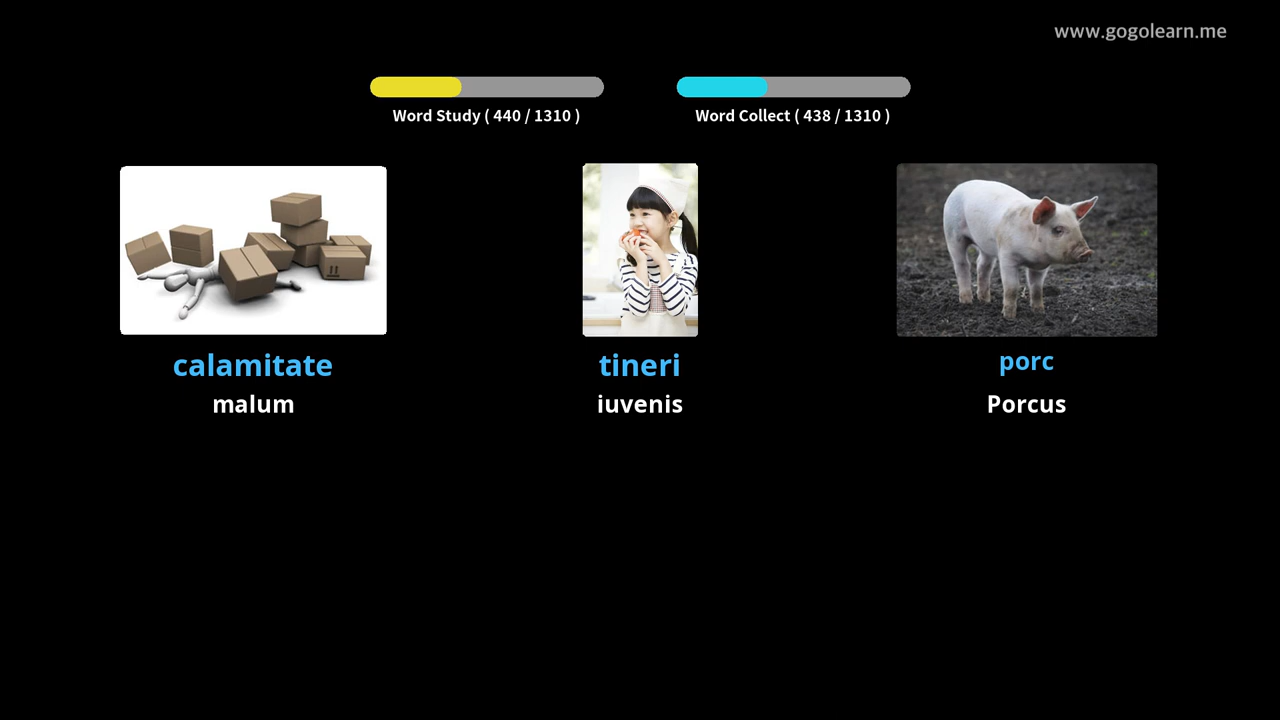 www.gogolearn.me
Word Study ( 440 / 1310 )
Word Collect ( 438 / 1310 )
calamitate
malum
tineri
iuvenis
porc
Porcus